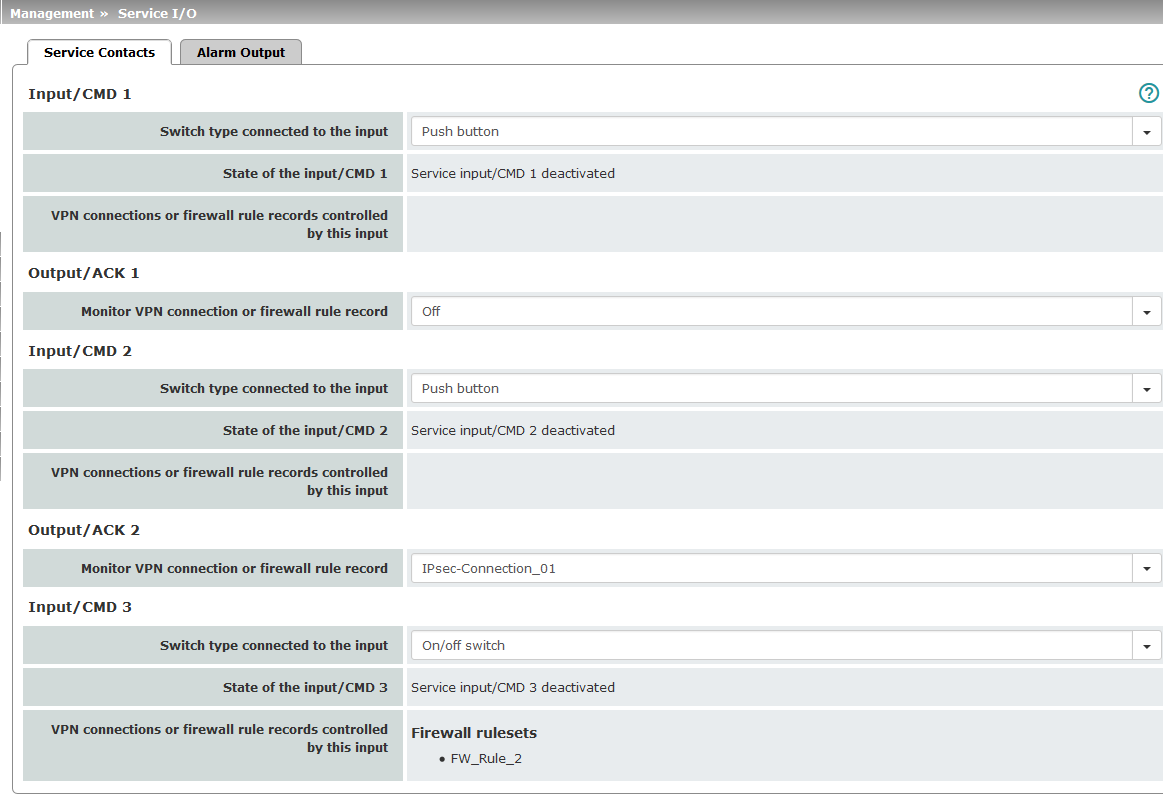 Management » Service I/O
Service Contacts
Alarm Output
Input/CMD 1
?
Switch type connected to the input
Push button
State of the input/CMD 1
Service input/CMD 1 deactivated
VPN connections or firewall rule records controlled
by this input
Output/ACK 1
Monitor VPN connection or firewall rule record
Off
Input/CMD 2
Switch type connected to the input
Push button
State of the input/CMD 2
Service input/CMD 2 deactivated
VPN connections or firewall rule records controlled
by this input
Output/ACK 2
Monitor VPN connection or firewall rule record
IPsec-Connection_01
Input/CMD 3
Switch type connected to the input
On/off switch
State of the input/CMD 3
Service input/CMD 3 deactivated
VPN connections or firewall rule records controlled
by this input
Firewall rulesets
• FW_Rule_2